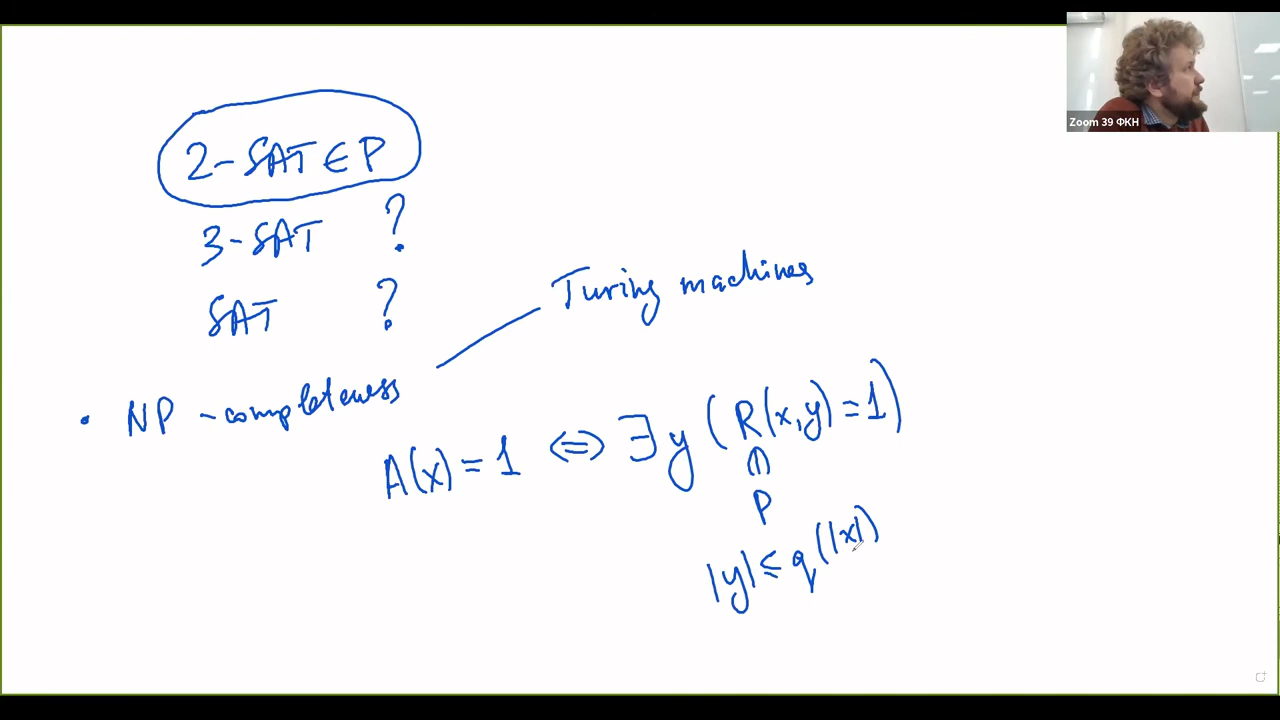 Zoom 39 ФКН
2-SAT ∈ P
3-SAT ?
SAT ?
Turing machines
• NP-completeness
A(x) = 1 ⇔ ∃ y (R(x,y) = 1)
∩
P
|y| ≤ q(|x|)